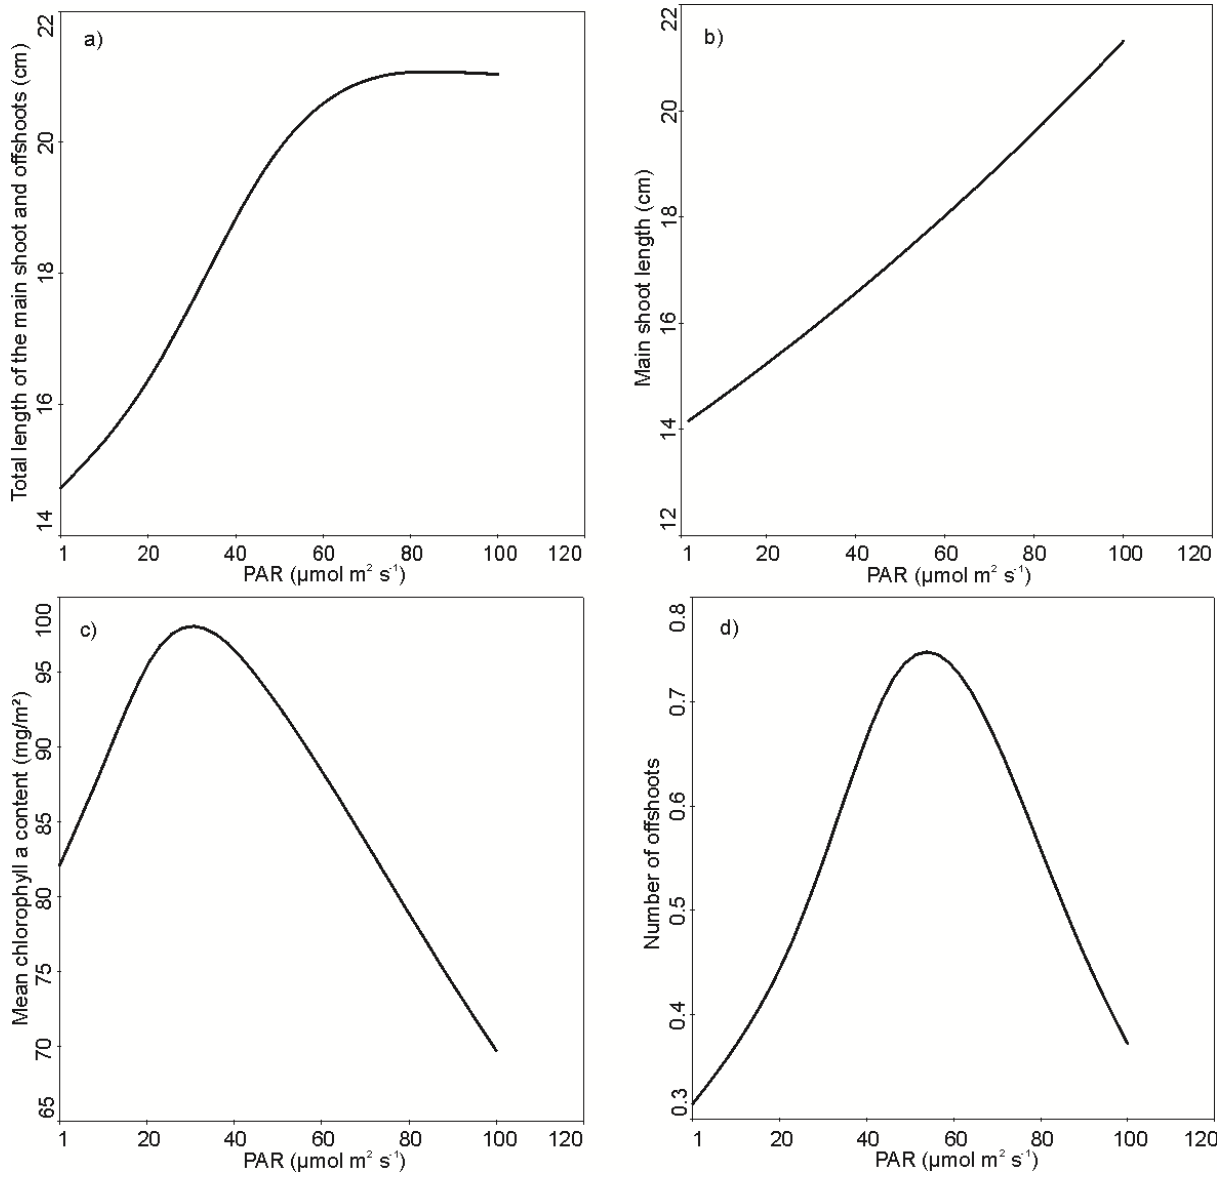 a)
Total length of the main shoot and offshoots (cm)
22
20
18
16
14
1 20 40 60 80 100 120
PAR (µmol m² s⁻¹)
b)
Main shoot length (cm)
22
20
18
16
14
12
1 20 40 60 80 100 120
PAR (µmol m² s⁻¹)
c)
Mean chlorophyll a content (mg/m²)
100
95
90
85
80
75
70
65
1 20 40 60 80 100 120
PAR (µmol m² s⁻¹)
d)
Number of offshoots
0.8
0.7
0.6
0.5
0.4
0.3
1 20 40 60 80 100 120
PAR (µmol m² s⁻¹)